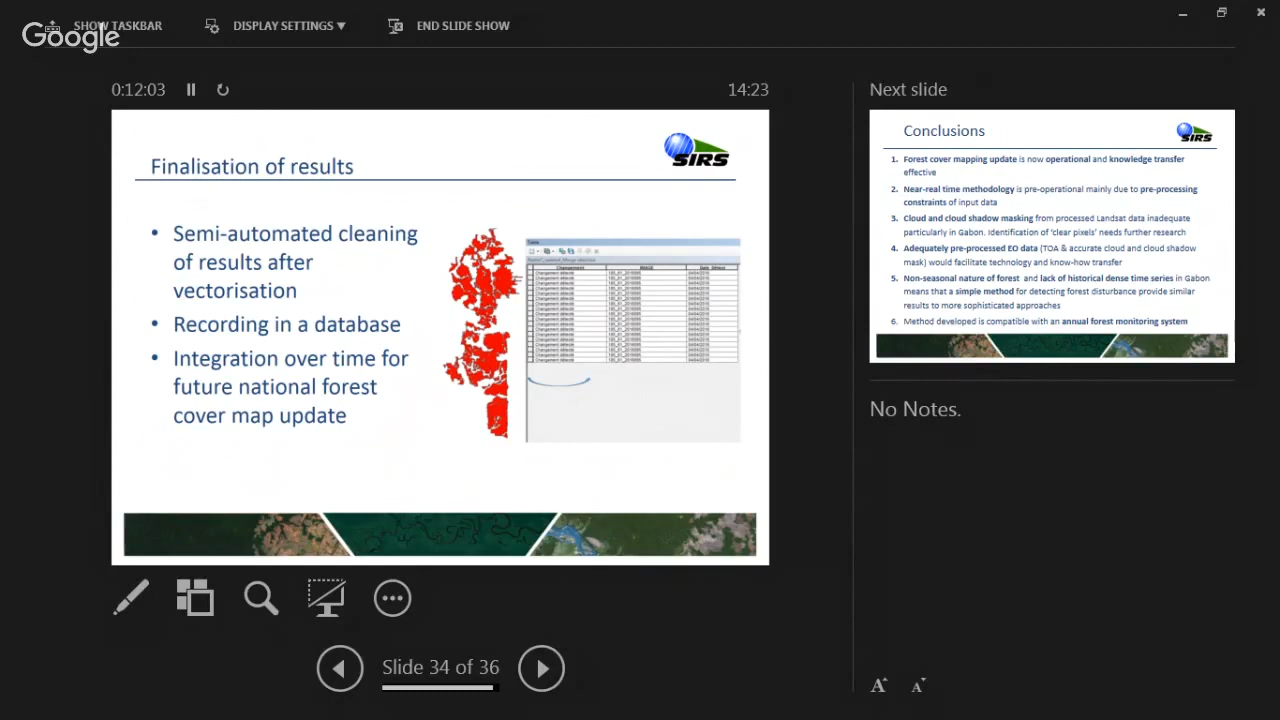 SHOW TASKBAR
DISPLAY SETTINGS ▼
END SLIDE SHOW
Google
0:12:03
14:23
Next slide
Finalisation of results
SIRS
• Semi-automated cleaning
of results after
vectorisation
• Recording in a database
• Integration over time for
future national forest
cover map update
Table
Changement
IMAGE
Conclusions
SIRS
1. Forest cover mapping update is now operational and knowledge transfer
effective
2. Near-real time methodology is pre-operational mainly due to pre-processing
constraints of input data
3. Cloud and cloud shadow masking from processed Landsat data inadequate
particularly in Gabon. Identification of ‘clear pixels’ needs further research
4. Adequately pre-processed EO data (TOA & accurate cloud and cloud shadow
mask) would facilitate technology and know-how transfer
5. Non-seasonal nature of forest and lack of historical dense time series in Gabon
means that a simple method for detecting forest disturbance provide similar
results to more sophisticated approaches
6. Method developed is compatible with an annual forest monitoring system
No Notes.
Slide 34 of 36
A A